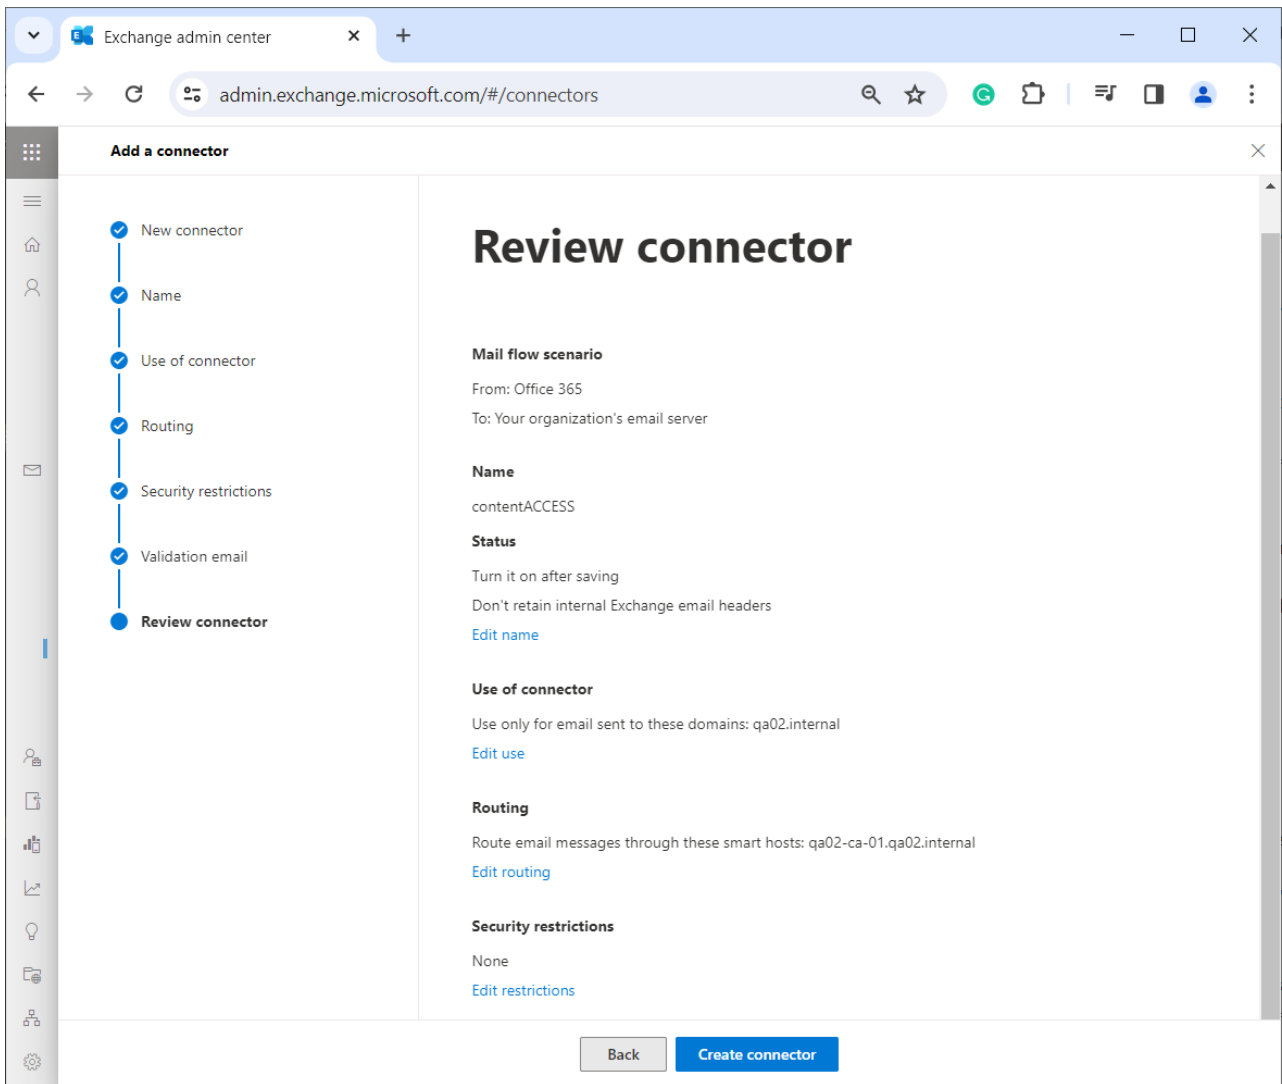 Exchange admin center
admin.exchange.microsoft.com/#/connectors
Add a connector
New connector
Name
Use of connector
Routing
Security restrictions
Validation email
Review connector
Review connector
Mail flow scenario
From: Office 365
To: Your organization's email server
Name
contentACCESS
Status
Turn it on after saving
Don't retain internal Exchange email headers
Edit name
Use of connector
Use only for email sent to these domains: qa02.internal
Edit use
Routing
Route email messages through these smart hosts: qa02-ca-01.qa02.internal
Edit routing
Security restrictions
None
Edit restrictions
Back
Create connector